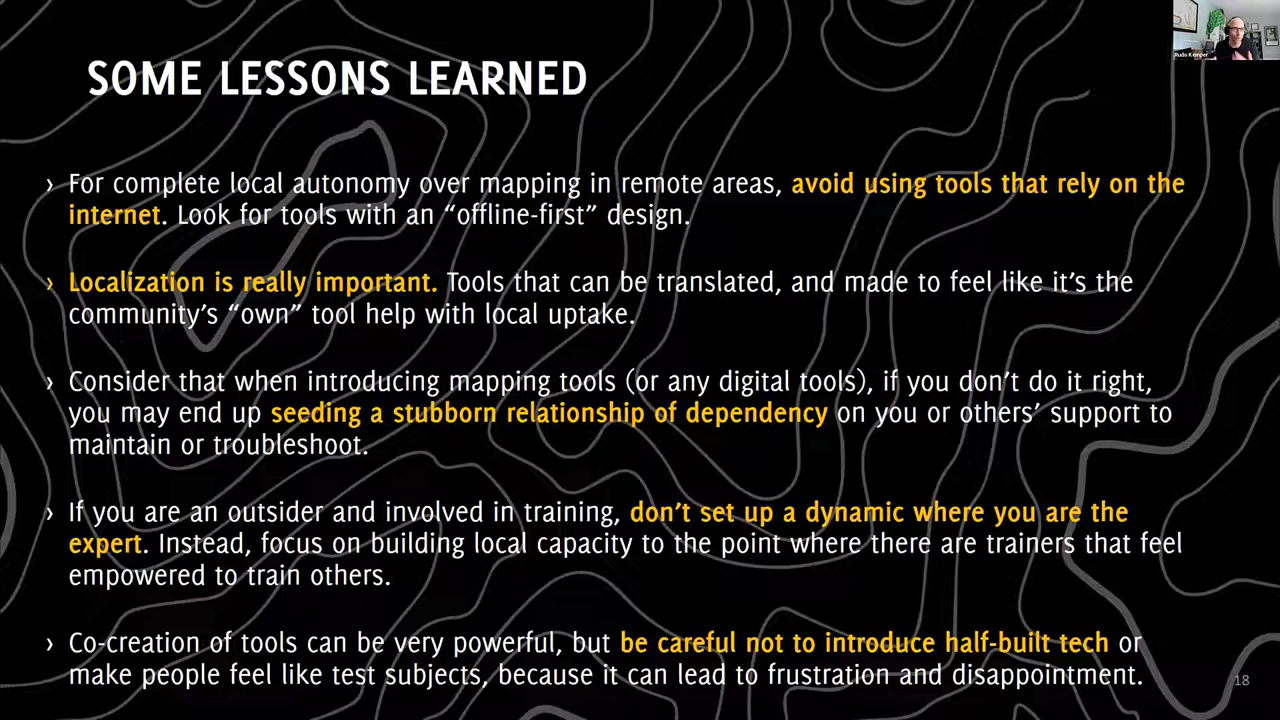 Rudo Kemper
SOME LESSONS LEARNED
› For complete local autonomy over mapping in remote areas, avoid using tools that rely on the
internet. Look for tools with an “offline-first” design.
› Localization is really important. Tools that can be translated, and made to feel like it’s the
community’s “own” tool help with local uptake.
› Consider that when introducing mapping tools (or any digital tools), if you don’t do it right,
you may end up seeding a stubborn relationship of dependency on you or others’ support to
maintain or troubleshoot.
› If you are an outsider and involved in training, don’t set up a dynamic where you are the
expert. Instead, focus on building local capacity to the point where there are trainers that feel
empowered to train others.
› Co-creation of tools can be very powerful, but be careful not to introduce half-built tech or
make people feel like test subjects, because it can lead to frustration and disappointment.
18